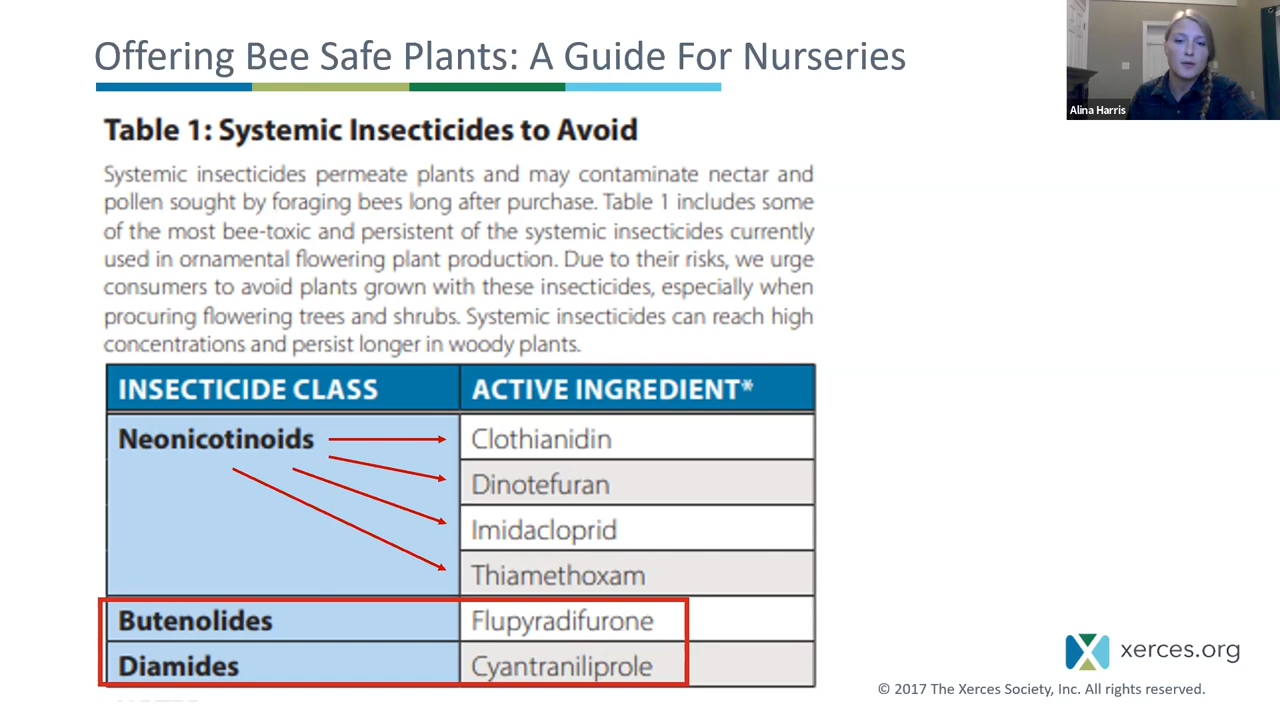 Offering Bee Safe Plants: A Guide For Nurseries
Alina Harris
Table 1: Systemic Insecticides to Avoid
Systemic insecticides permeate plants and may contaminate nectar and
pollen sought by foraging bees long after purchase. Table 1 includes some
of the most bee-toxic and persistent of the systemic insecticides currently
used in ornamental flowering plant production. Due to their risks, we urge
consumers to avoid plants grown with these insecticides, especially when
procuring flowering trees and shrubs. Systemic insecticides can reach high
concentrations and persist longer in woody plants.
INSECTICIDE CLASS ACTIVE INGREDIENT*
Neonicotinoids Clothianidin
Dinotefuran
Imidacloprid
Thiamethoxam
Butenolides Flupyradifurone
Diamides Cyantraniliprole
xerces.org
© 2017 The Xerces Society, Inc. All rights reserved.